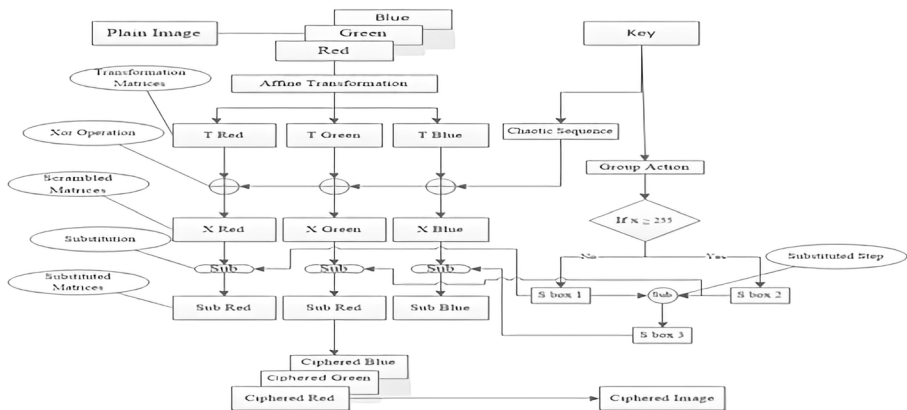 Blue
Plain Image
Green
Key
Red
Transformation
Matrices
Affine Transformation
Xor Operation
T Red
T Green
T Blue
Chaotic Sequence
Group Action
Scrambled
Matrices
X Red
X Green
X Blue
If x ≥ 255
Substitution
No
Yes
Substituted Step
Sub
Sub
Sub
Substituted
Matrices
Sub Red
Sub Red
Sub Blue
S box 1
Sub
S box 2
S box 3
Ciphered Blue
Ciphered Green
Ciphered Red
Ciphered Image